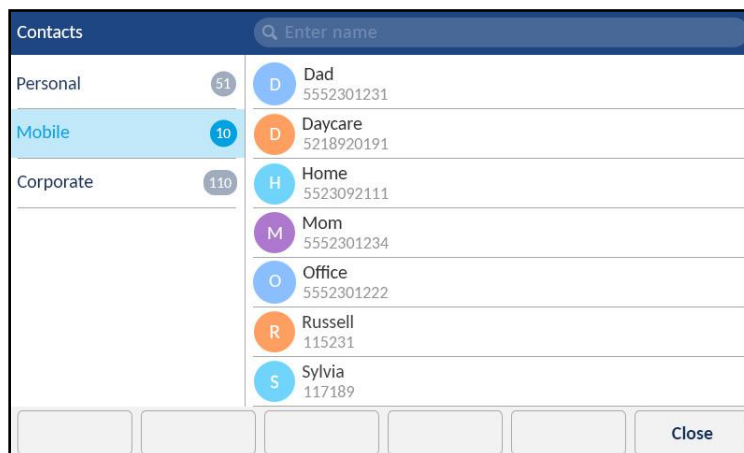 Contacts
Enter name
Personal 51
Mobile 10
Corporate 110
D Dad
5552301231
D Daycare
5218920191
H Home
5523092111
M Mom
5552301234
O Office
5552301222
R Russell
115231
S Sylvia
117189
Close